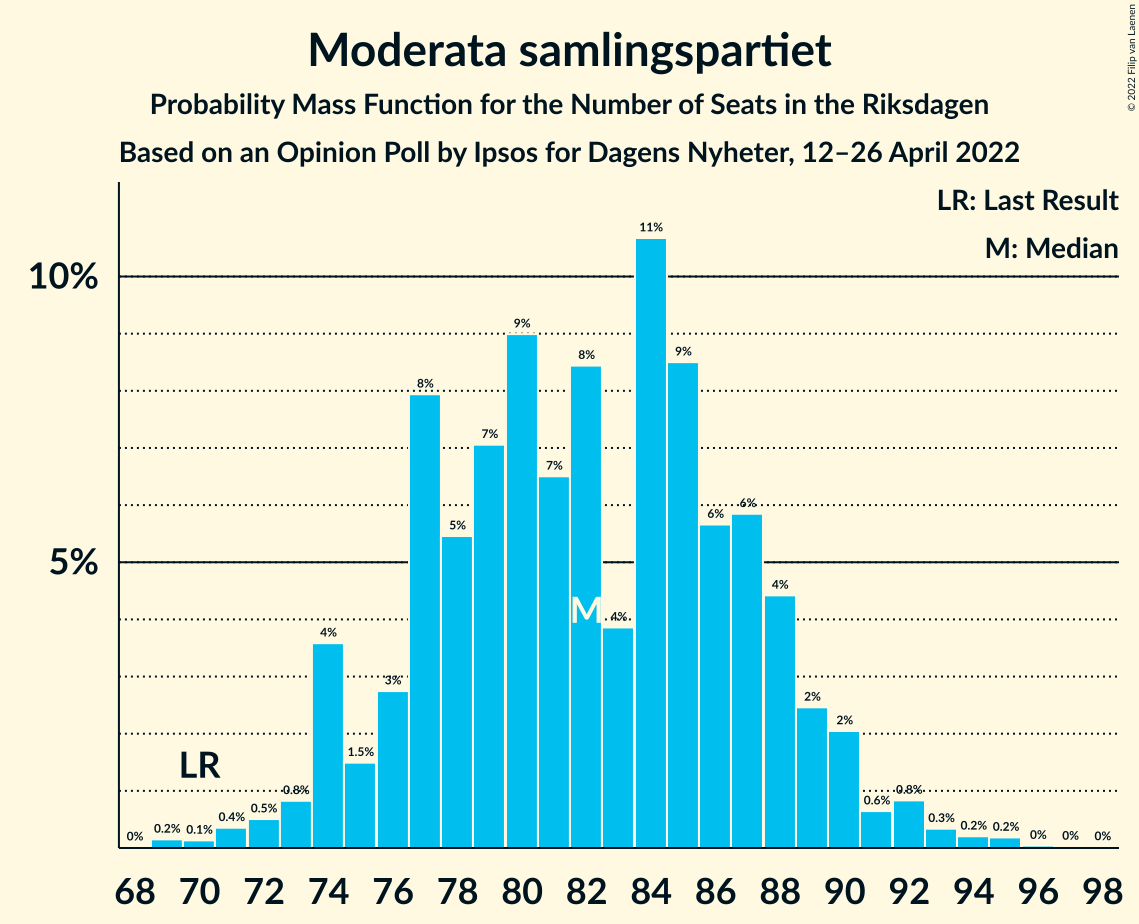 Moderata samlingspartiet
Probability Mass Function for the Number of Seats in the Riksdagen
Based on an Opinion Poll by Ipsos for Dagens Nyheter, 12–26 April 2022
© 2022 Filip van Laenen
LR: Last Result
M: Median
10%
5%
0% 0.2% 0.1% 0.4% 0.5% 0.8% 4% 1.5% 3% 8% 5% 7% 9% 7% 8% 4% 11% 9% 6% 6% 4% 2% 2% 0.6% 0.8% 0.3% 0.2% 0.2% 0% 0% 0%
M
LR
68 70 72 74 76 78 80 82 84 86 88 90 92 94 96 98